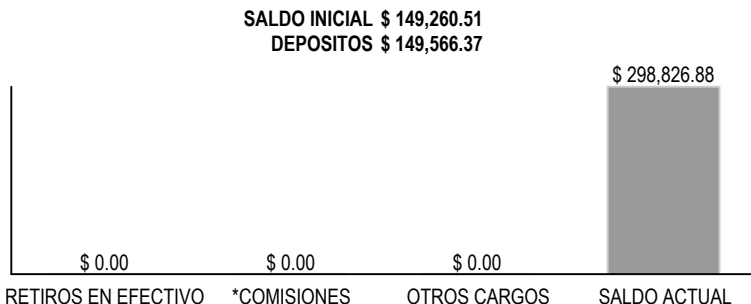 SALDO INICIAL $ 149,260.51
DEPOSITOS $ 149,566.37
$ 298,826.88
$ 0.00 $ 0.00 $ 0.00
RETIROS EN EFECTIVO *COMISIONES OTROS CARGOS SALDO ACTUAL